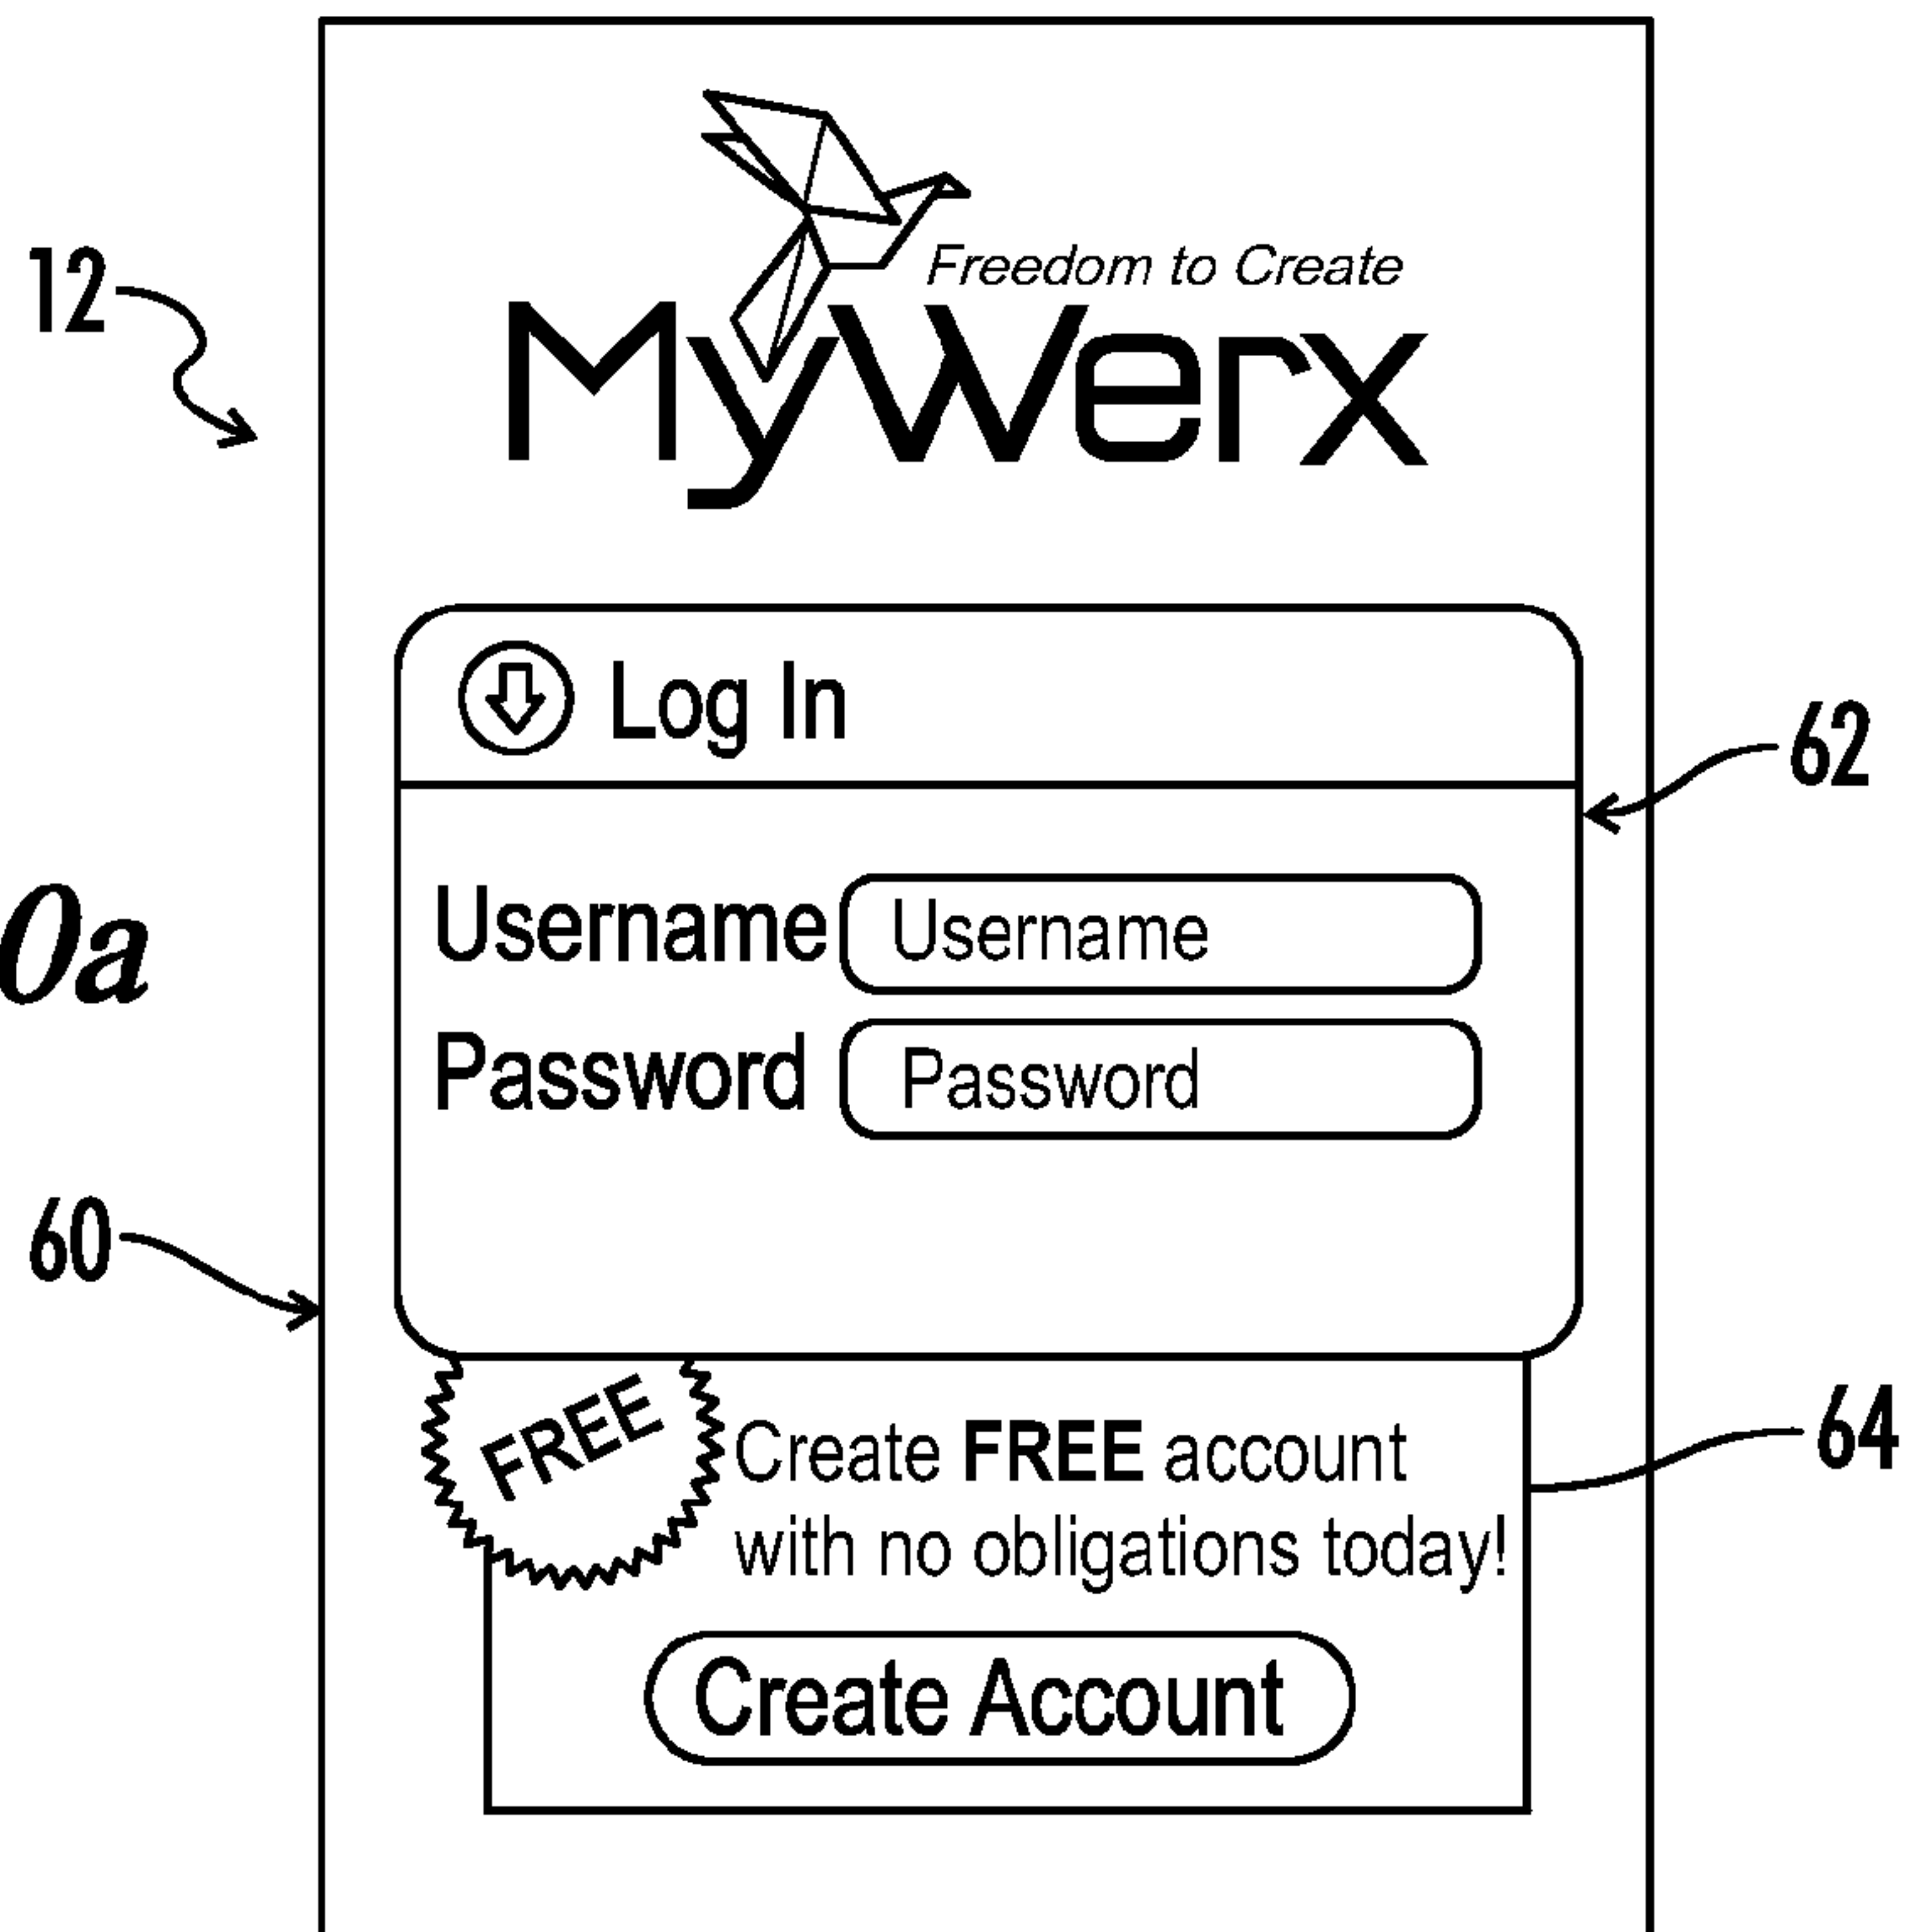 12
Freedom to Create
MyWerx
Log In
62
Username Username
0a
Password Password
60
FREE
Create FREE account
64
with no obligations today!
Create Account